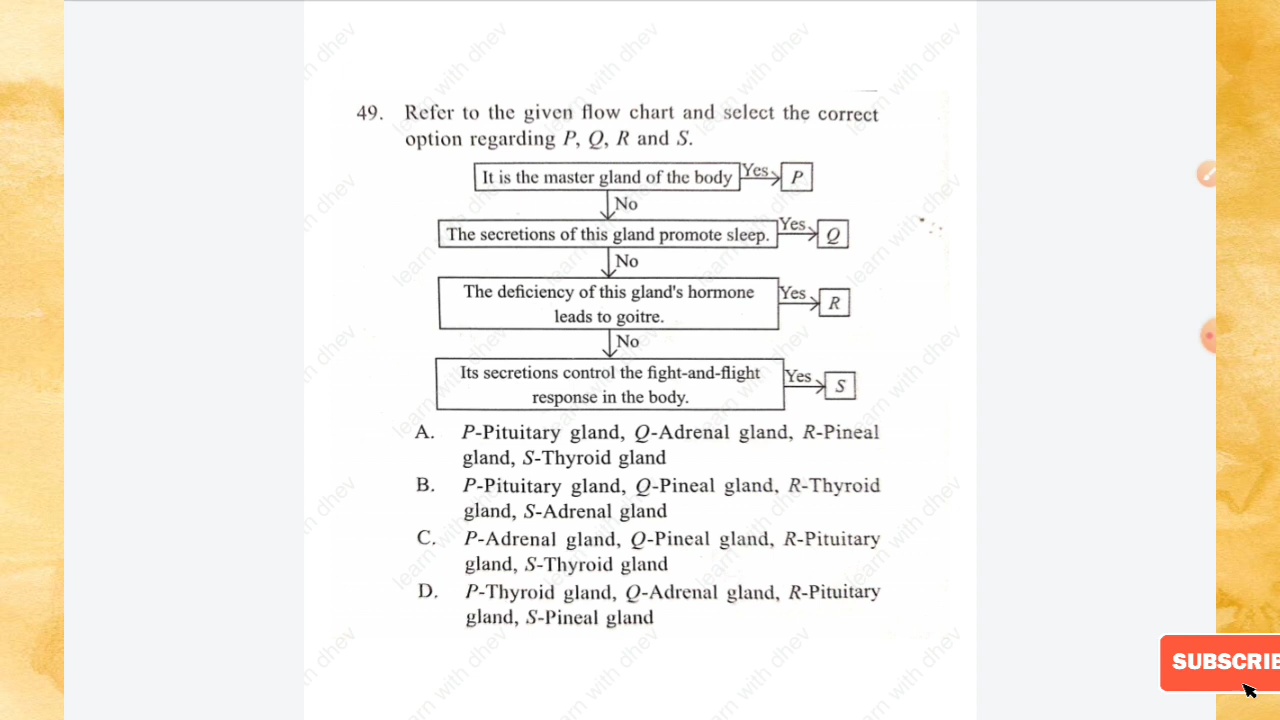 49. Refer to the given flow chart and select the correct
option regarding P, Q, R and S.
It is the master gland of the body Yes P
No
The secretions of this gland promote sleep. Yes Q
No
The deficiency of this gland's hormone Yes R
leads to goitre.
No
Its secretions control the fight-and-flight Yes S
response in the body.
A. P-Pituitary gland, Q-Adrenal gland, R-Pineal
gland, S-Thyroid gland
B. P-Pituitary gland, Q-Pineal gland, R-Thyroid
gland, S-Adrenal gland
C. P-Adrenal gland, Q-Pineal gland, R-Pituitary
gland, S-Thyroid gland
D. P-Thyroid gland, Q-Adrenal gland, R-Pituitary
gland, S-Pineal gland
learn with dhev
SUBSCRIBE